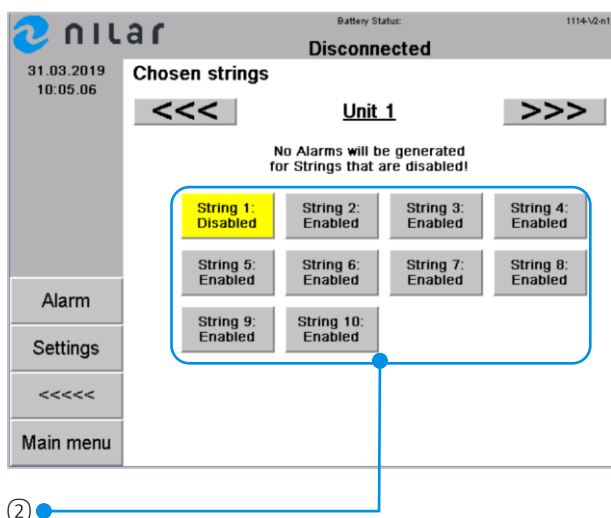 nilar
Battery Status:
1114-V2-n1
Disconnected
31.03.2019
10:05.06
Chosen strings
<<<
Unit 1
>>>
No Alarms will be generated
for Strings that are disabled!
String 1:
Disabled
String 2:
Enabled
String 3:
Enabled
String 4:
Enabled
String 5:
Enabled
String 6:
Enabled
String 7:
Enabled
String 8:
Enabled
String 9:
Enabled
String 10:
Enabled
Alarm
Settings
<<<<<
Main menu
2